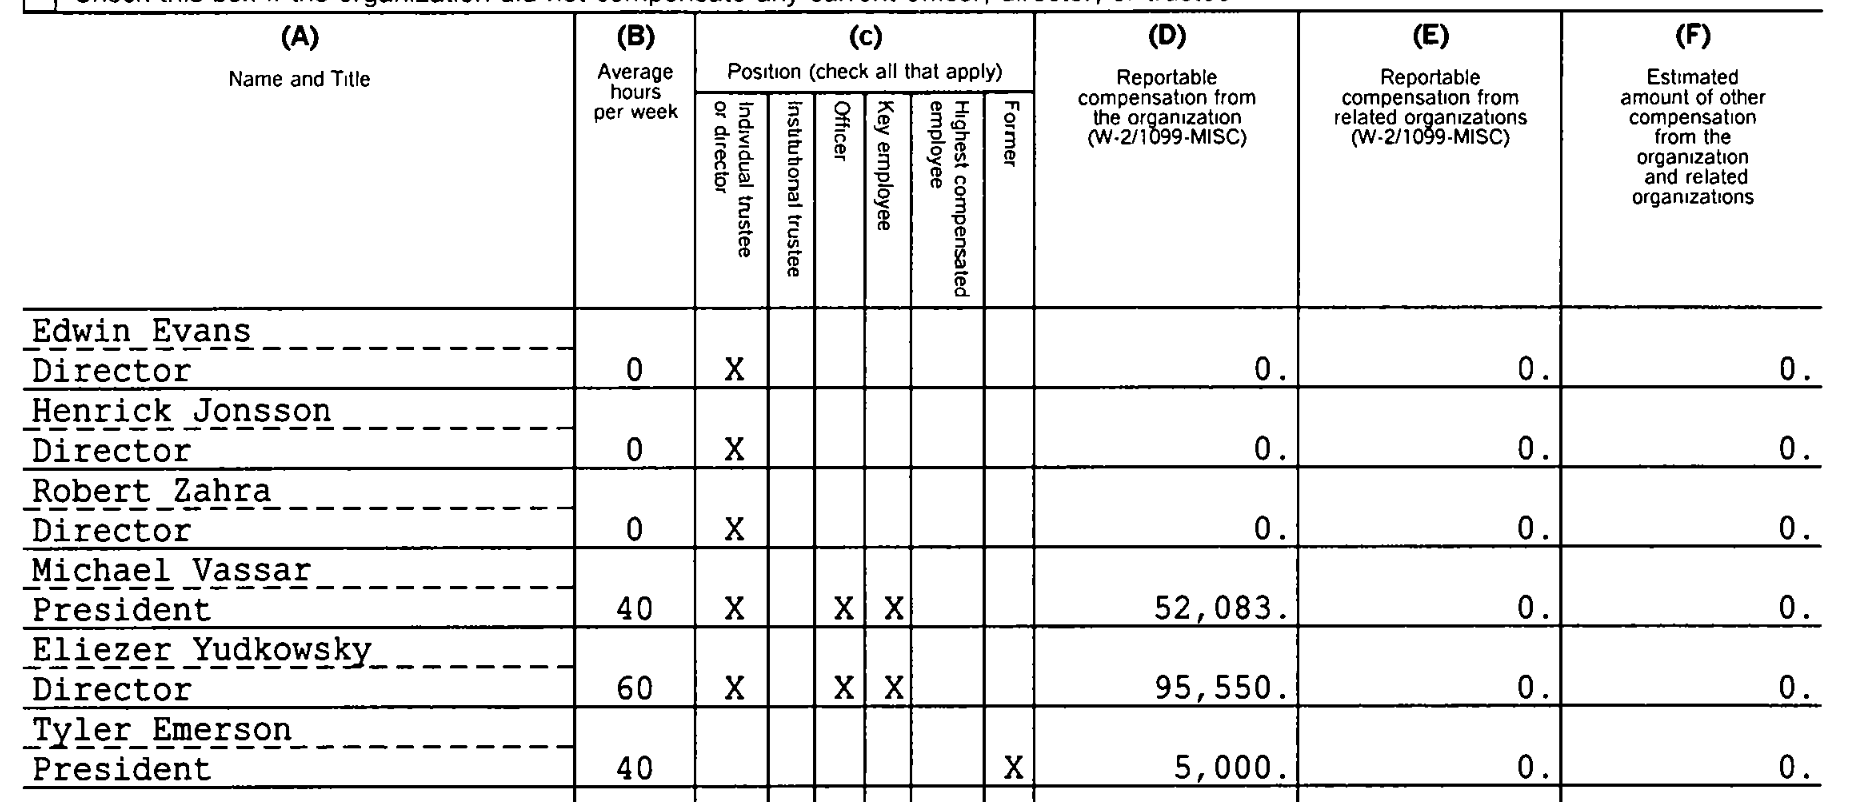 (A)
Name and Title
(B)
Average
hours
per week
(c)
Position (check all that apply)
Individual trustee
or director
Institutional trustee
Officer
Key employee
Highest compensated
employee
Former
(D)
Reportable
compensation from
the organization
(W-2/1099-MISC)
(E)
Reportable
compensation from
related organizations
(W-2/1099-MISC)
(F)
Estimated
amount of other
compensation
from the
organization
and related
organizations
Edwin Evans
Director 0 X 0. 0. 0.
Henrick Jonsson
Director 0 X 0. 0. 0.
Robert Zahra
Director 0 X 0. 0. 0.
Michael Vassar
President 40 X X X 52,083. 0. 0.
Eliezer Yudkowsky
Director 60 X X X 95,550. 0. 0.
Tyler Emerson
President 40 X 5,000. 0. 0.